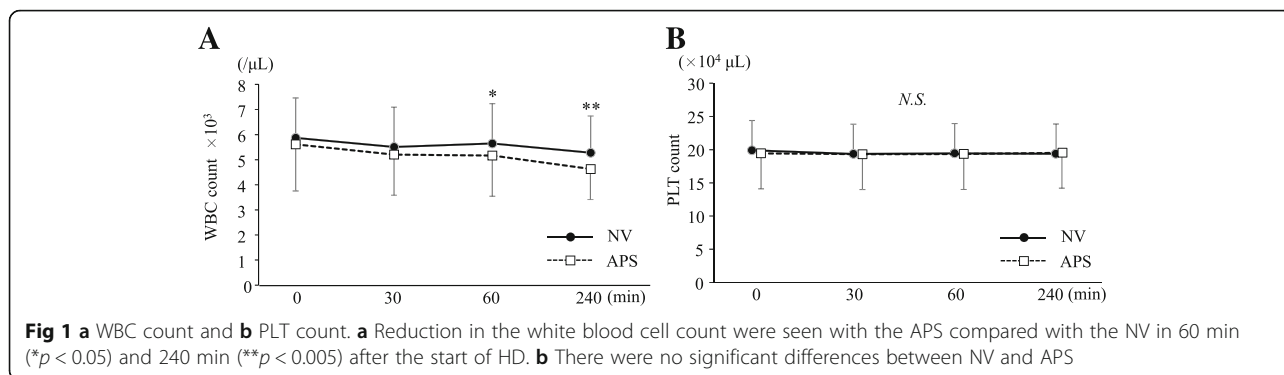 A
(/μL)
WBC count ×10³
8
7
6
5
4
3
2
1
0
*
**
NV
APS
0 30 60 240 (min)
B
(×10⁴ μL)
PLT count
30
25
20
15
10
5
0
N.S.
NV
APS
0 30 60 240 (min)
Fig 1 a WBC count and b PLT count. a Reduction in the white blood cell count were seen with the APS compared with the NV in 60 min
(*p < 0.05) and 240 min (**p < 0.005) after the start of HD. b There were no significant differences between NV and APS